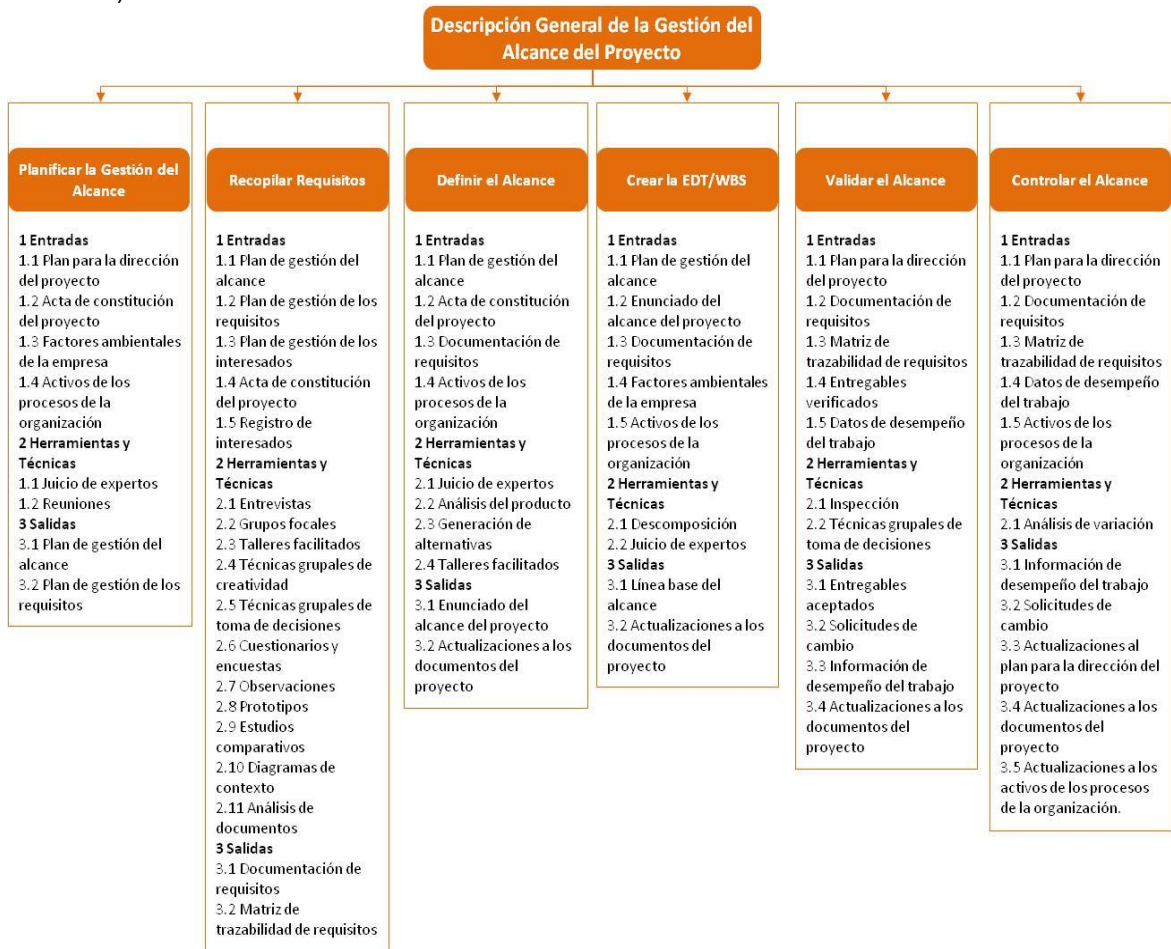 Descripción General de la Gestión del
Alcance del Proyecto
Planificar la Gestión del
Alcance
1 Entradas
1.1 Plan para la dirección
del proyecto
1.2 Acta de constitución
del proyecto
1.3 Factores ambientales
de la empresa
1.4 Activos de los
procesos de la
organización
2 Herramientas y
Técnicas
1.1 Juicio de expertos
1.2 Reuniones
3 Salidas
3.1 Plan de gestión del
alcance
3.2 Plan de gestión de los
requisitos
Recopilar Requisitos
1 Entradas
1.1 Plan de gestión del
alcance
1.2 Plan de gestión de los
requisitos
1.3 Plan de gestión de los
interesados
1.4 Acta de constitución
del proyecto
1.5 Registro de
interesados
2 Herramientas y
Técnicas
2.1 Entrevistas
2.2 Grupos focales
2.3 Talleres facilitados
2.4 Técnicas grupales de
creatividad
2.5 Técnicas grupales de
toma de decisiones
2.6 Cuestionarios y
encuestas
2.7 Observaciones
2.8 Prototipos
2.9 Estudios
comparativos
2.10 Diagramas de
contexto
2.11 Análisis de
documentos
3 Salidas
3.1 Documentación de
requisitos
3.2 Matriz de
trazabilidad de requisitos
Definir el Alcance
1 Entradas
1.1 Plan de gestión del
alcance
1.2 Acta de constitución
del proyecto
1.3 Documentación de
requisitos
1.4 Activos de los
procesos de la
organización
2 Herramientas y
Técnicas
2.1 Juicio de expertos
2.2 Análisis del producto
2.3 Generación de
alternativas
2.4 Talleres facilitados
3 Salidas
3.1 Enunciado del
alcance del proyecto
3.2 Actualizaciones a los
documentos del
proyecto
Crear la EDT/WBS
1 Entradas
1.1 Plan de gestión del
alcance
1.2 Enunciado del
alcance del proyecto
1.3 Documentación de
requisitos
1.4 Factores ambientales
de la empresa
1.5 Activos de los
procesos de la
organización
2 Herramientas y
Técnicas
2.1 Descomposición
2.2 Juicio de expertos
3 Salidas
3.1 Línea base del
alcance
3.2 Actualizaciones a los
documentos del
proyecto
Validar el Alcance
1 Entradas
1.1 Plan para la dirección
del proyecto
1.2 Documentación de
requisitos
1.3 Matriz de
trazabilidad de requisitos
1.4 Entregables
verificados
1.5 Datos de desempeño
del trabajo
2 Herramientas y
Técnicas
2.1 Inspección
2.2 Técnicas grupales de
toma de decisiones
3 Salidas
3.1 Entregables
aceptados
3.2 Solicitudes de
cambio
3.3 Información de
desempeño del trabajo
3.4 Actualizaciones a los
documentos del
proyecto
Controlar el Alcance
1 Entradas
1.1 Plan para la dirección
del proyecto
1.2 Documentación de
requisitos
1.3 Matriz de
trazabilidad de requisitos
1.4 Datos de desempeño
del trabajo
1.5 Activos de los
procesos de la
organización
2 Herramientas y
Técnicas
2.1 Análisis de variación
3 Salidas
3.1 Información de
desempeño del trabajo
3.2 Solicitudes de
cambio
3.3 Actualizaciones al
plan para la dirección del
proyecto
3.4 Actualizaciones a los
documentos del
proyecto
3.5 Actualizaciones a los
activos de los procesos
de la organización.